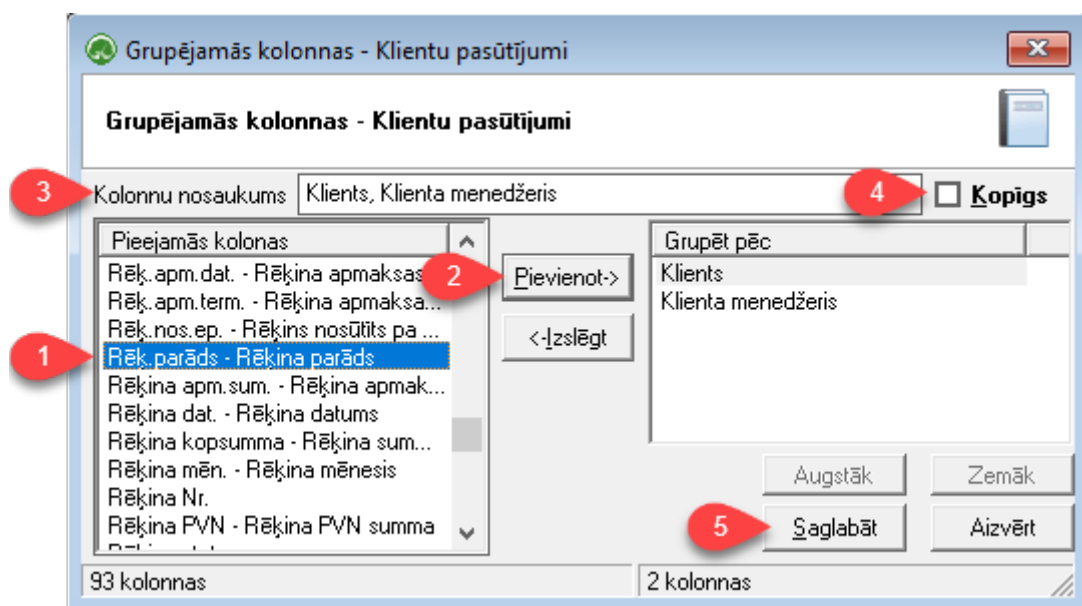 Grupējamās kolonnas - Klientu pasūtījumi
Grupējamās kolonnas - Klientu pasūtījumi
3 Kolonnu nosaukums Klients, Klienta menedžeris 4 Kopīgs
Pieejamās kolonas
Rēķ.apm.dat. - Rēķina apmaksas
Rēķ.apm.term. - Rēķina apmaksa...
Rēķ.nos.ep. - Rēķins nosūtīts pa ...
1 Rēķ.parāds - Rēķina parāds
Rēķina apm.sum. - Rēķina apmak...
Rēķina dat. - Rēķina datums
Rēķina kopsumma - Rēķina sum...
Rēķina mēn. - Rēķina mēnesis
Rēķina Nr.
Rēķina PVN - Rēķina PVN summa
2 Pievienot->
<-Izslēgt
Grupēt pēc
Klients
Klienta menedžeris
Augstāk Zemāk
5 Saglabāt Aizvērt
93 kolonnas 2 kolonnas